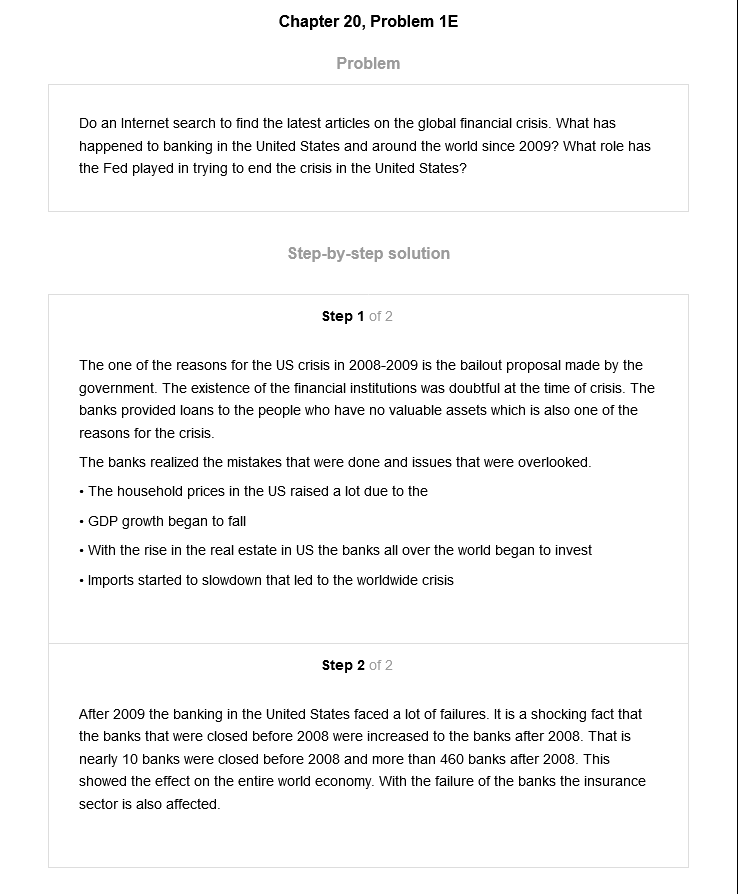 Chapter 20, Problem 1E
Problem
Do an Internet search to find the latest articles on the global financial crisis. What has
happened to banking in the United States and around the world since 2009? What role has
the Fed played in trying to end the crisis in the United States?
Step-by-step solution
Step 1 of 2
The one of the reasons for the US crisis in 2008-2009 is the bailout proposal made by the
government. The existence of the financial institutions was doubtful at the time of crisis. The
banks provided loans to the people who have no valuable assets which is also one of the
reasons for the crisis.
The banks realized the mistakes that were done and issues that were overlooked.
• The household prices in the US raised a lot due to the
• GDP growth began to fall
• With the rise in the real estate in US the banks all over the world began to invest
• Imports started to slowdown that led to the worldwide crisis
Step 2 of 2
After 2009 the banking in the United States faced a lot of failures. It is a shocking fact that
the banks that were closed before 2008 were increased to the banks after 2008. That is
nearly 10 banks were closed before 2008 and more than 460 banks after 2008. This
showed the effect on the entire world economy. With the failure of the banks the insurance
sector is also affected.